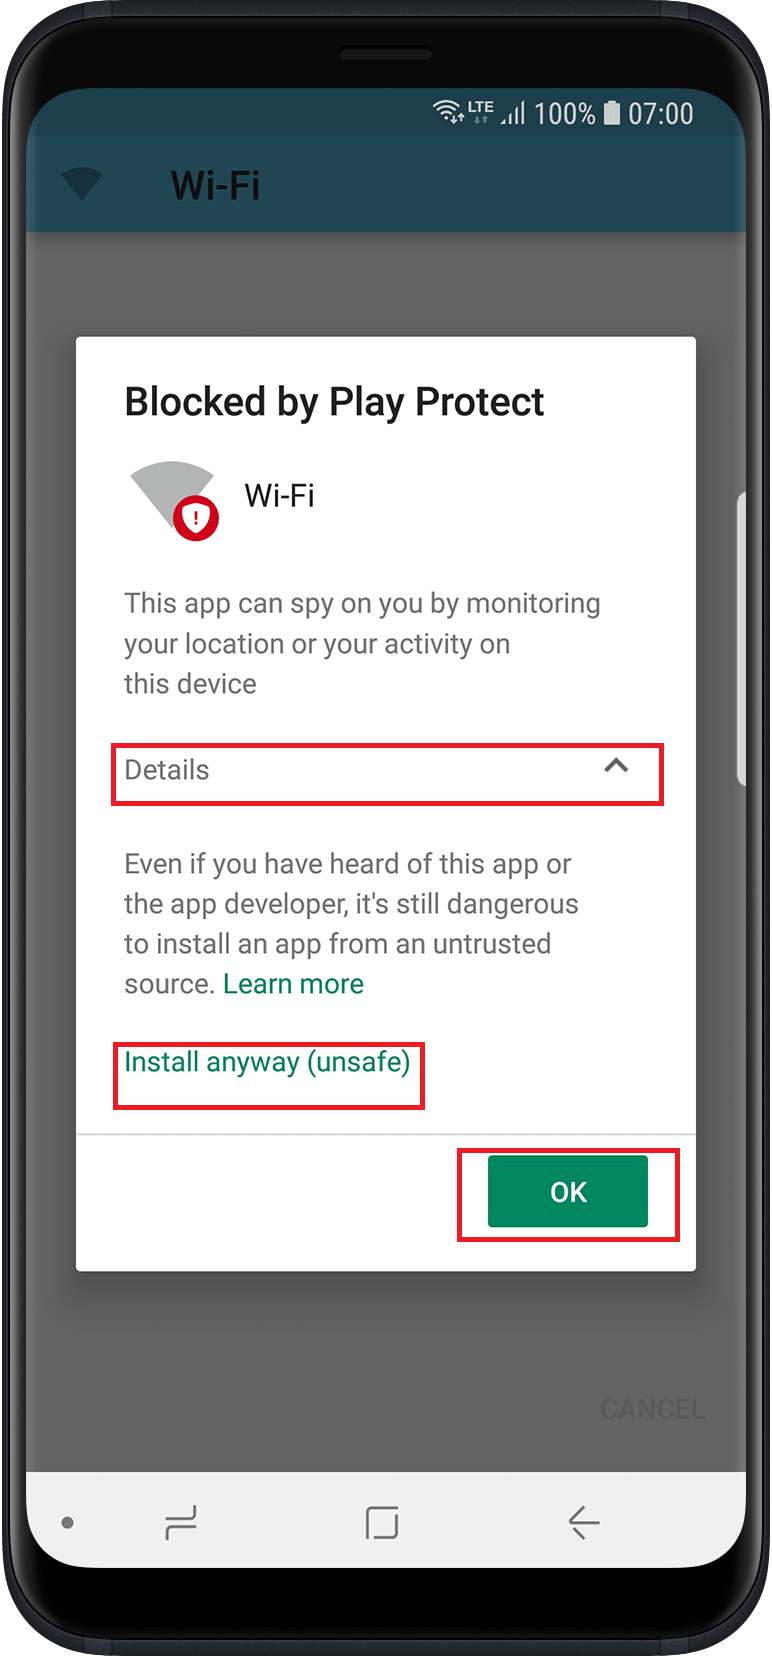 LTE 100% 07:00
Wi-Fi
Blocked by Play Protect
Wi-Fi
This app can spy on you by monitoring
your location or your activity on
this device
Details
Even if you have heard of this app or
the app developer, it's still dangerous
to install an app from an untrusted
source. Learn more
Install anyway (unsafe)
OK
CANCEL